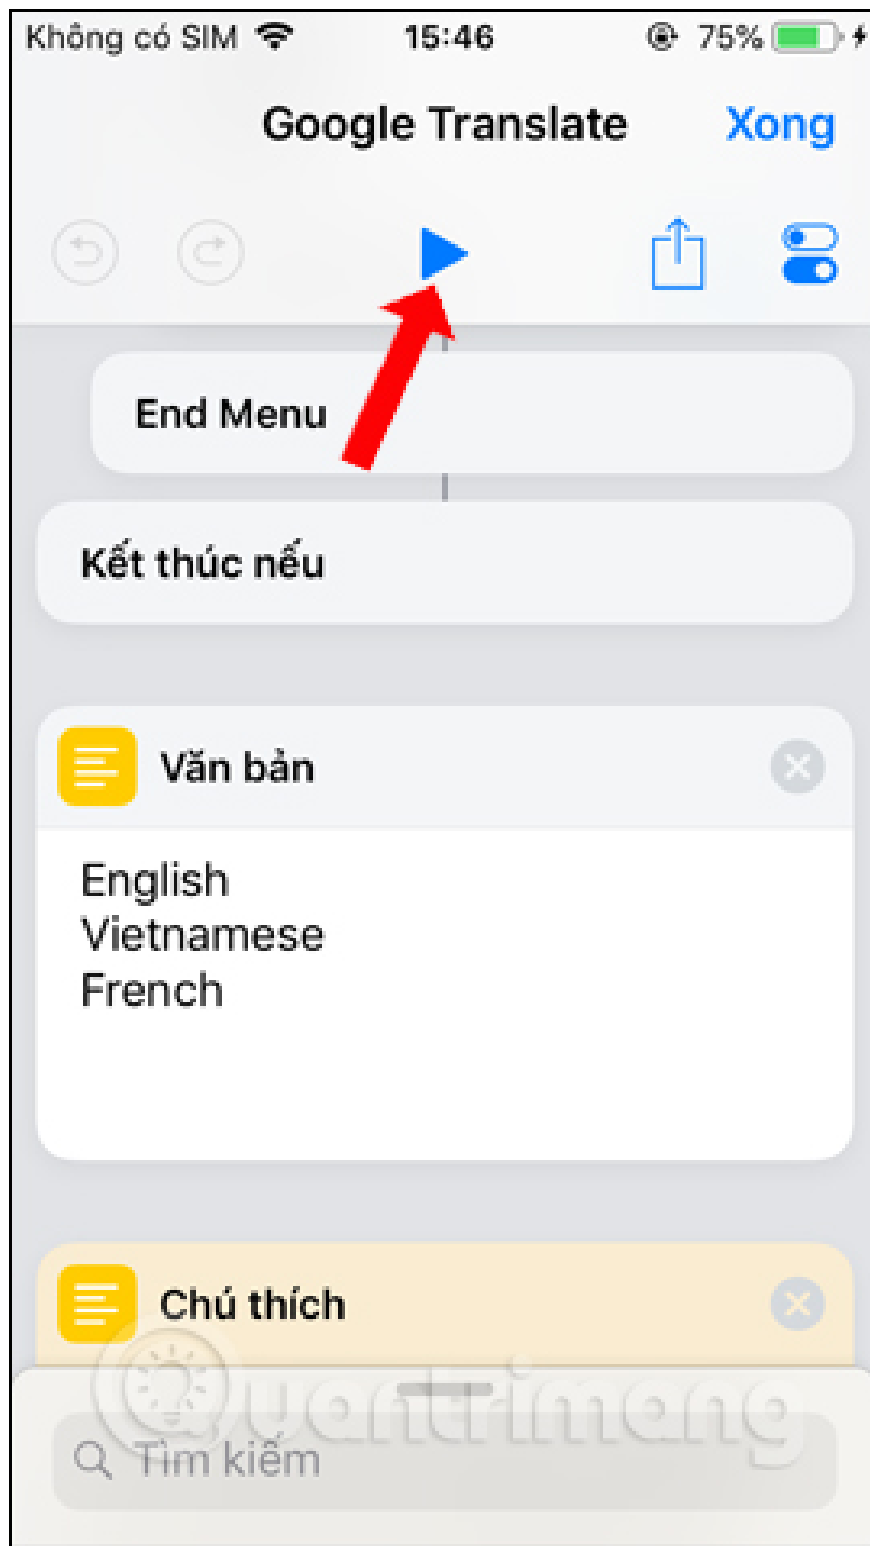 Không có SIM 15:46 75%
Google Translate Xong
End Menu
Kết thúc nếu
Văn bản
English
Vietnamese
French
Chú thích
Quantrimang
Tìm kiếm